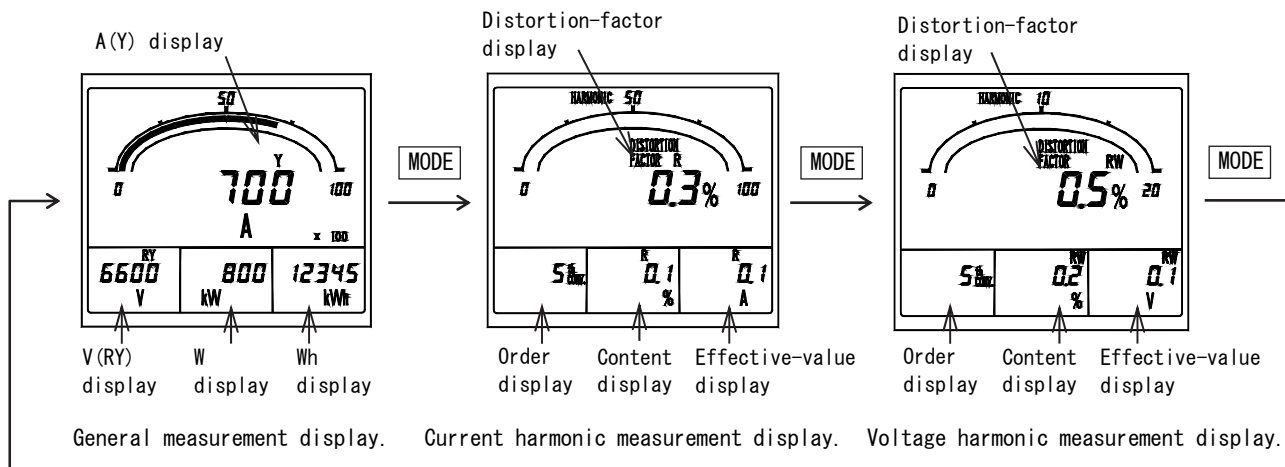 A(Y) display
50
Y
0
700
100
A
x 100
RY
6600
V
800
kW
12345
kWh
V(RY)
display
W
display
Wh
display
General measurement display.
MODE
Distortion-factor
display
HARMONIC 50
DISTORTION
FACTOR R
0
0.3%
100
5
R
0.1
%
R
0.1
A
Order
display
Content
display
Effective-value
display
Current harmonic measurement display.
MODE
Distortion-factor
display
HARMONIC 10
DISTORTION
FACTOR RW
0
0.5%
20
5
RW
0.2
%
RW
0.1
V
Order
display
Content
display
Effective-value
display
Voltage harmonic measurement display.
MODE